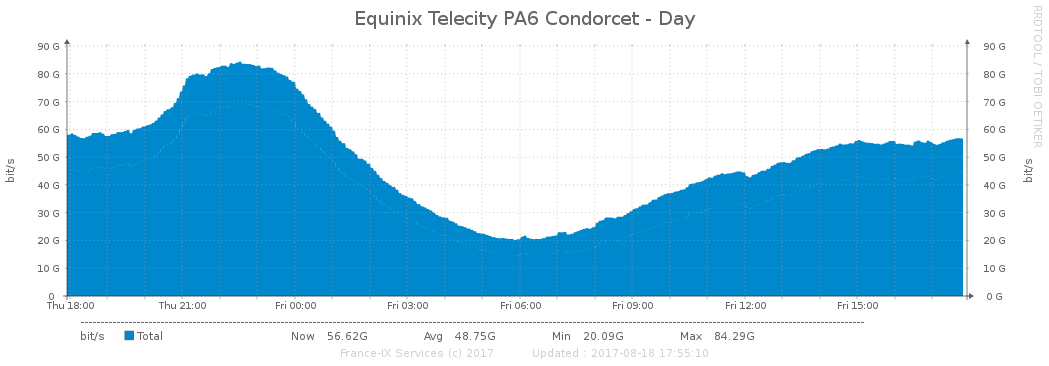 Equinix Telecity PA6 Condorcet - Day
RRDTOOL / TOBI OETIKER
90 G 90 G
80 G 80 G
70 G 70 G
60 G 60 G
50 G 50 G
40 G 40 G
30 G 30 G
20 G 20 G
10 G 10 G
0 0 G
bit/s
bit/s
Thu 18:00 Thu 21:00 Fri 00:00 Fri 03:00 Fri 06:00 Fri 09:00 Fri 12:00 Fri 15:00
bit/s Total Now 56.62G Avg 48.75G Min 20.09G Max 84.29G
France-IX Services (c) 2017 Updated : 2017-08-18 17:55:10